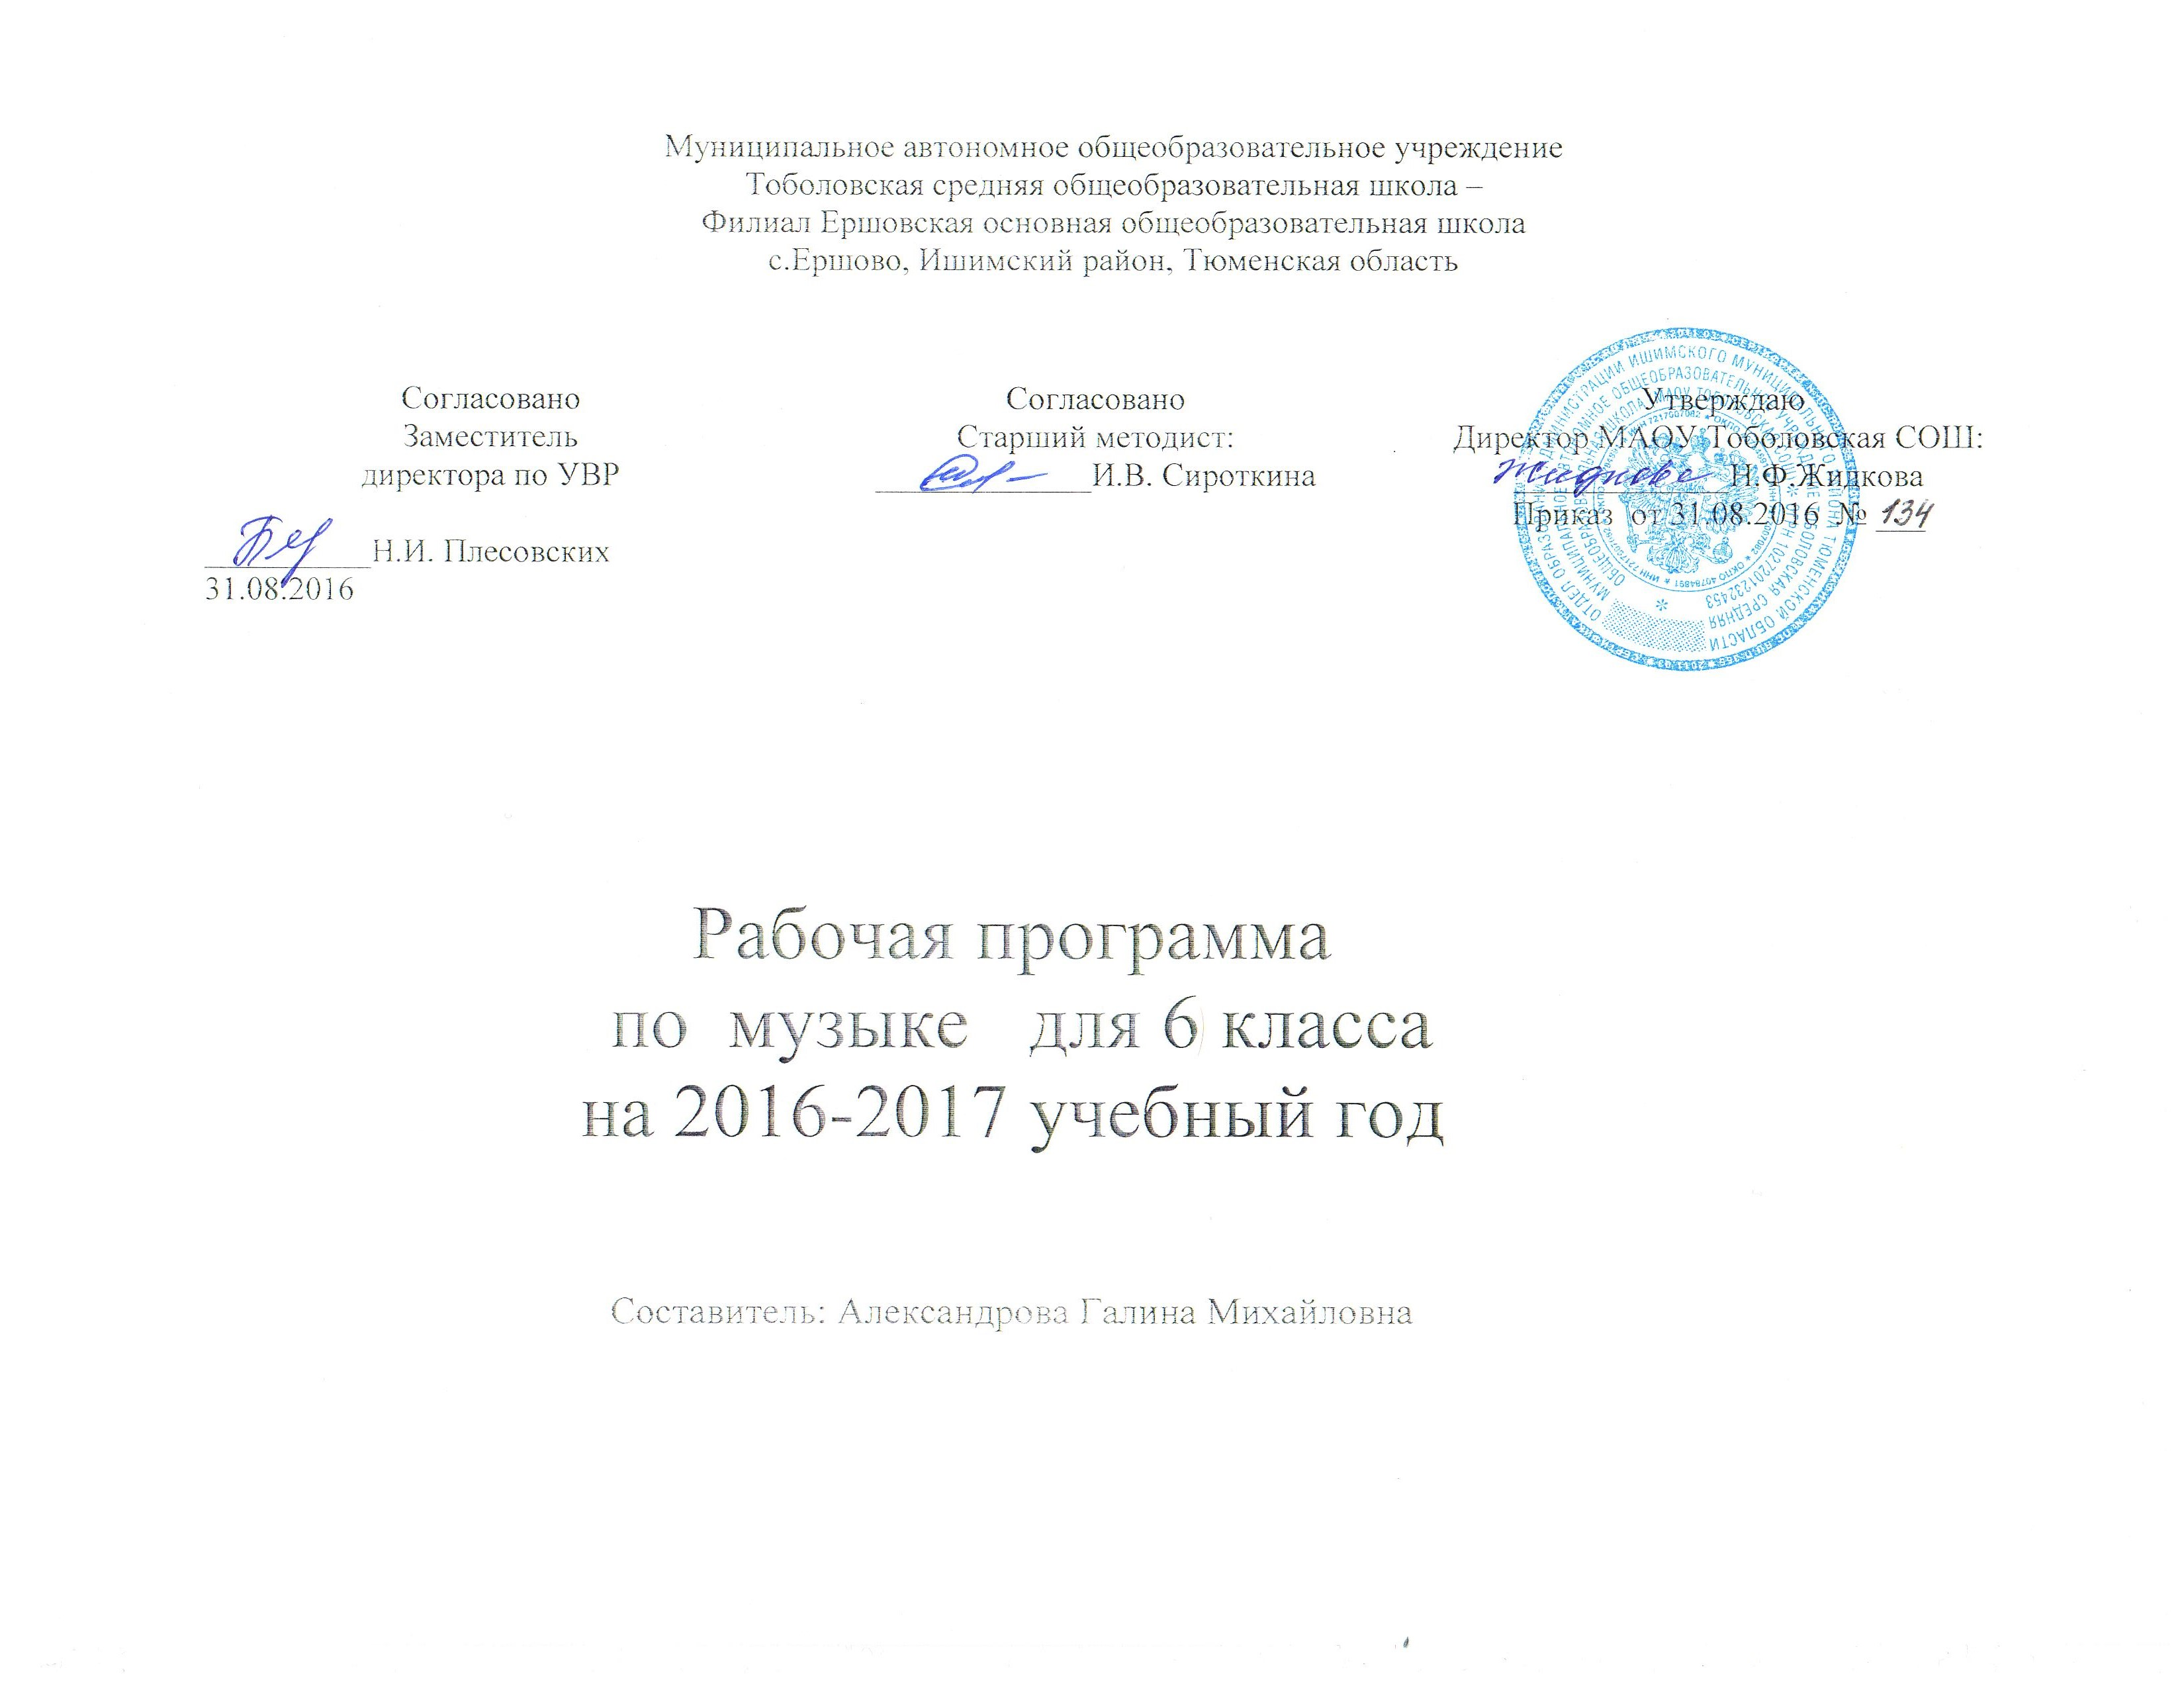 Муниципальное автономное общеобразовательное учреждение
Тоболовская средняя общеобразовательная школа –
Филиал Ершовская основная общеобразовательная школа
с.Ершово, Ишимский район, Тюменская область
Согласовано
Заместитель
директора по УВР
Н.И. Плесовских
31.08.2016
Согласовано
Старший методист:
И.В. Сироткина
Утверждаю
Директор МАОУ Тоболовская СОШ:
Н.Ф.Жидкова
Приказ от 31.08.2016 № 134
Рабочая программа
по музыке для 6 класса
на 2016-2017 учебный год
Составитель: Александрова Галина Михайловна